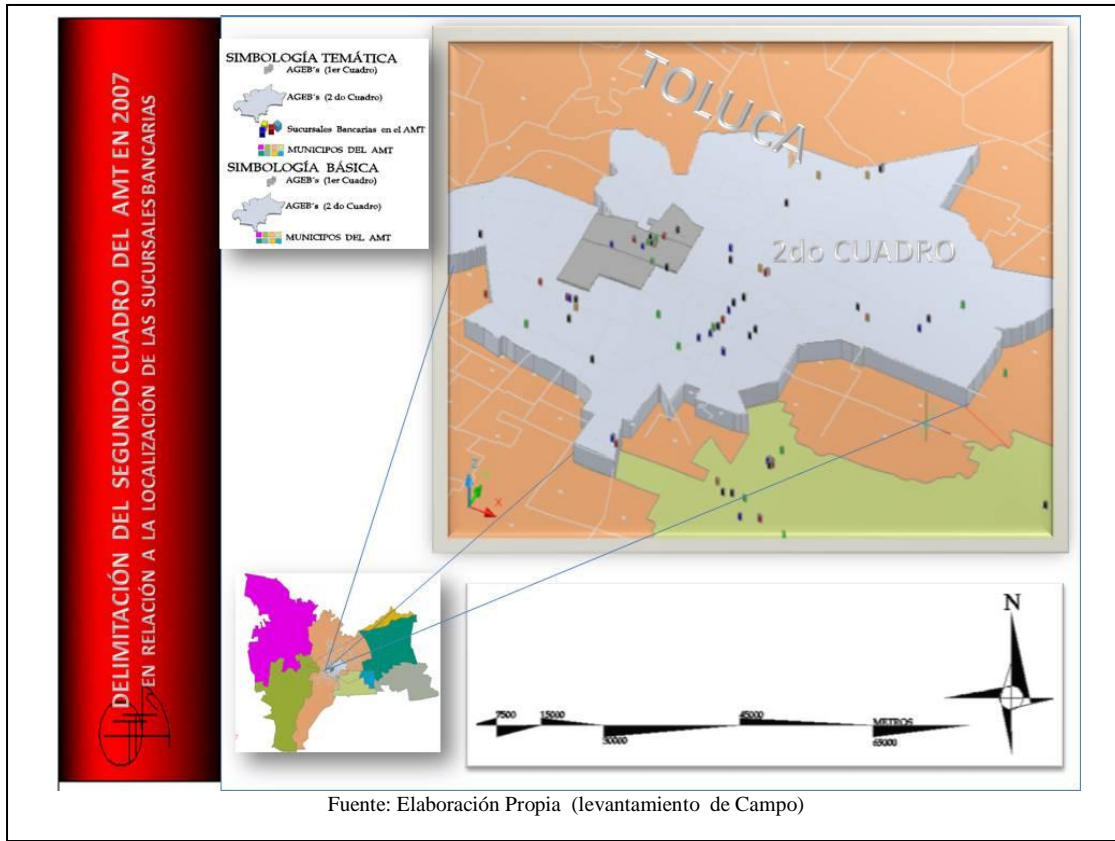 DELIMITACIÓN DEL SEGUNDO CUADRO DEL AMT EN 2007
EN RELACIÓN A LA LOCALIZACIÓN DE LAS SUCURSALES BANCARIAS
SIMBOLOGÍA TEMÁTICA
AGEB's (1er Cuadro)
AGEB's (2 do Cuadro)
Sucursales Bancarias en el AMT
MUNICIPOS DEL AMT
SIMBOLOGÍA BÁSICA
AGEB's (1er Cuadro)
AGEB's (2 do Cuadro)
MUNICIPOS DEL AMT
TOLUCA
2do CUADRO
Z
X
N
7500 15000 45000 METROS
30000 65000
Fuente: Elaboración Propia (levantamiento de Campo)